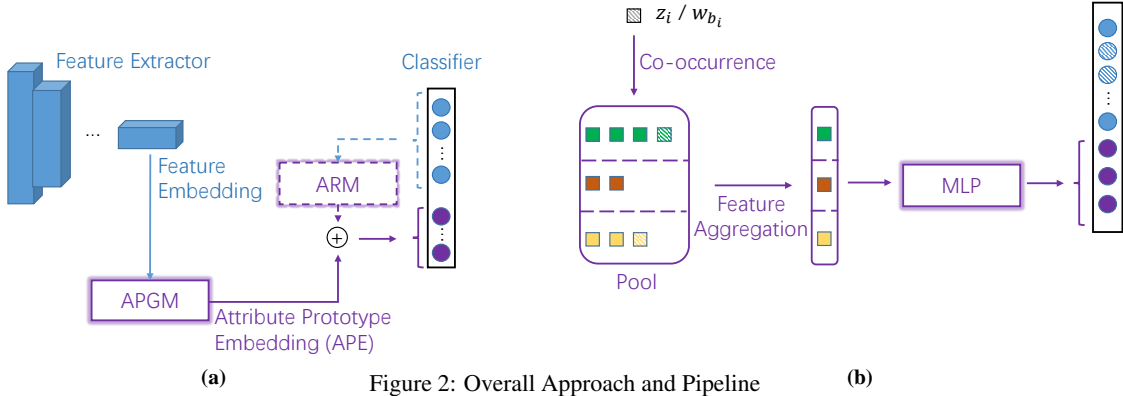 Feature Extractor
...
Feature
Embedding
APGM
Attribute Prototype
Embedding (APE)
ARM
+
Classifier
...
...
(a)
z_i / w_{b_i}
Co-occurrence
Pool
Feature
Aggregation
MLP
...
(b)
Figure 2: Overall Approach and Pipeline